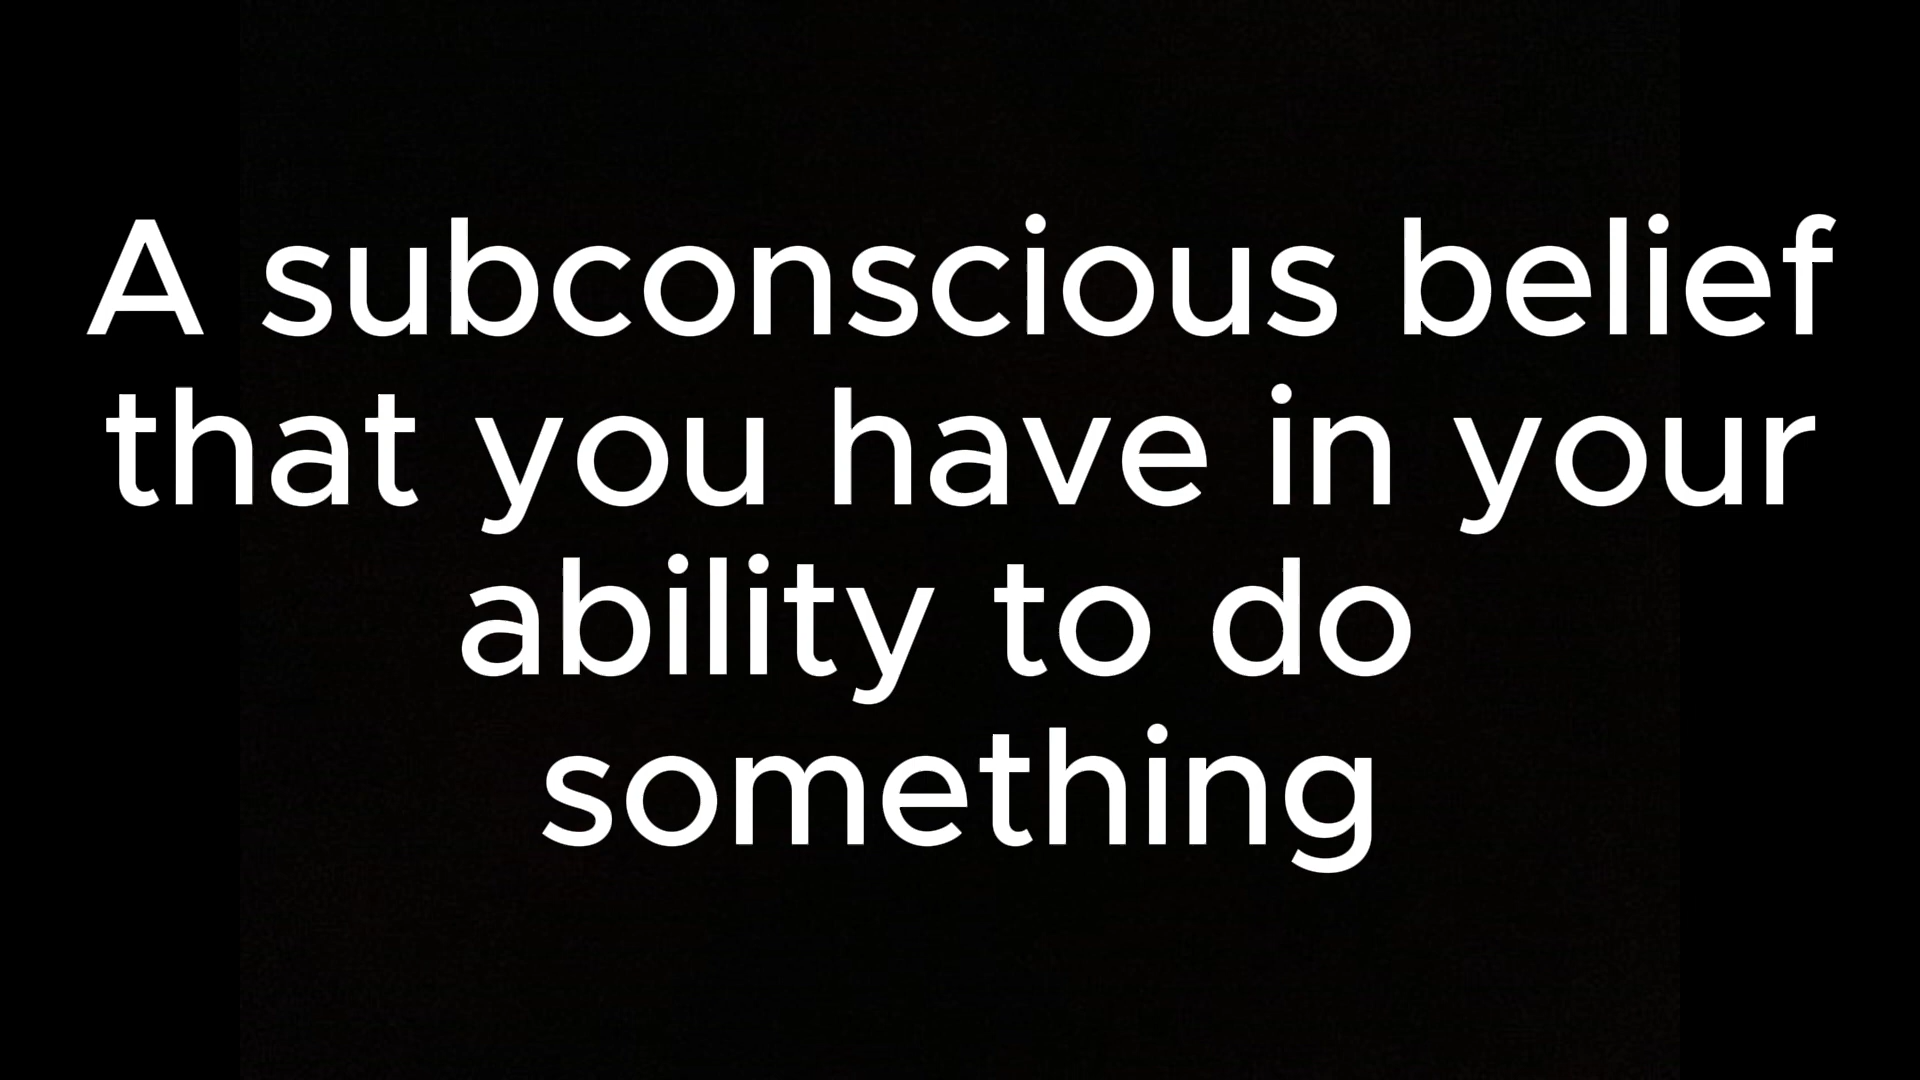 A subconscious belief
that you have in your
ability to do
something